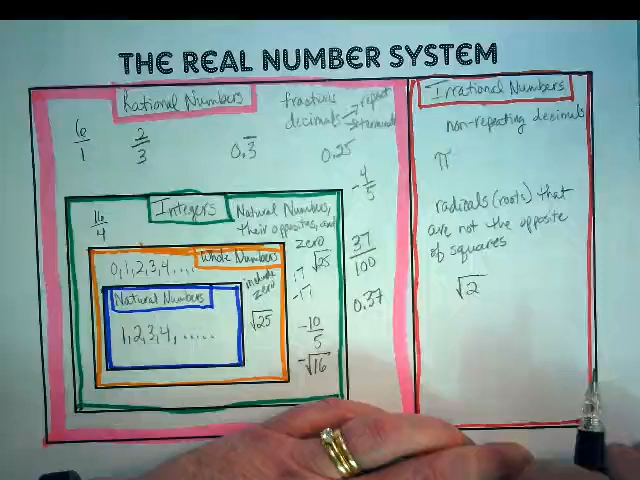 THE REAL NUMBER SYSTEM
Rational Numbers
fractions
decimals → repeat
→ terminate
6/1
2/3
0.3̅
0.25
-4/5
37/100
0.37
Integers
Natural Numbers,
their opposites, and
zero
16/4
√25
-10/5
-√16
Whole Numbers
0,1,2,3,4,....
include
zero
√25
Natural Numbers
1,2,3,4,......
Irrational Numbers
non-repeating decimals
π
radicals (roots) that
are not the opposite
of squares
√2